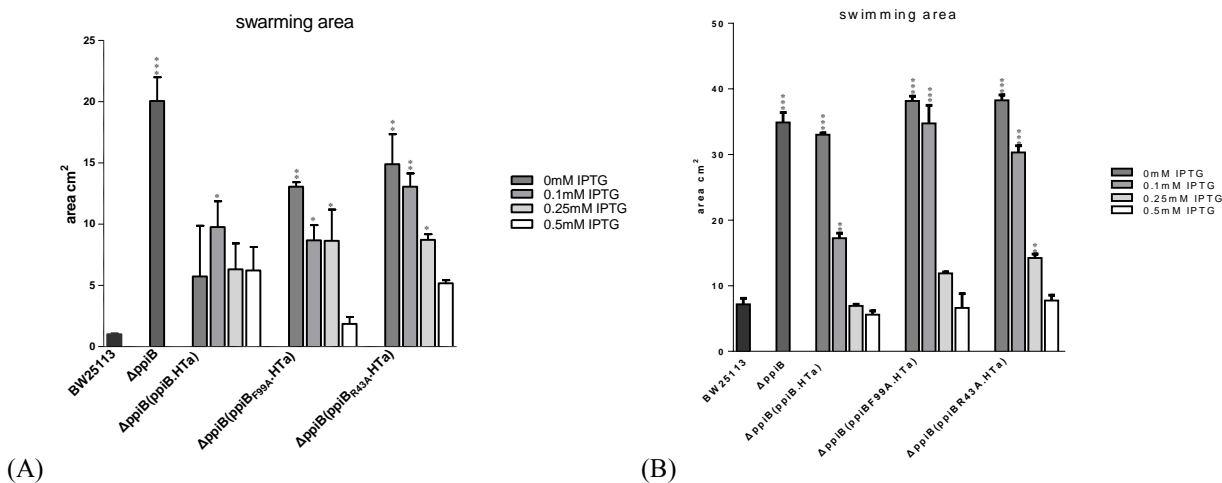 swarming area
25
20
15
10
5
0
area cm²
***
*
**
*
*
**
**
*
BW25113
ΔppiB
ΔppiB(ppiB.HTa)
ΔppiB(ppiB_F99A.HTa)
ΔppiB(ppiB_R43A.HTa)
0mM IPTG
0.1mM IPTG
0.25mM IPTG
0.5mM IPTG
(A)
swimming area
50
40
30
20
10
0
area cm²
***
***
**
***
***
***
***
**
BW25113
ΔppiB
ΔppiB(ppiB.HTa)
ΔppiB(ppiBF99A.HTa)
ΔppiB(ppiBR43A.HTa)
0mM IPTG
0.1mM IPTG
0.25mM IPTG
0.5mM IPTG
(B)